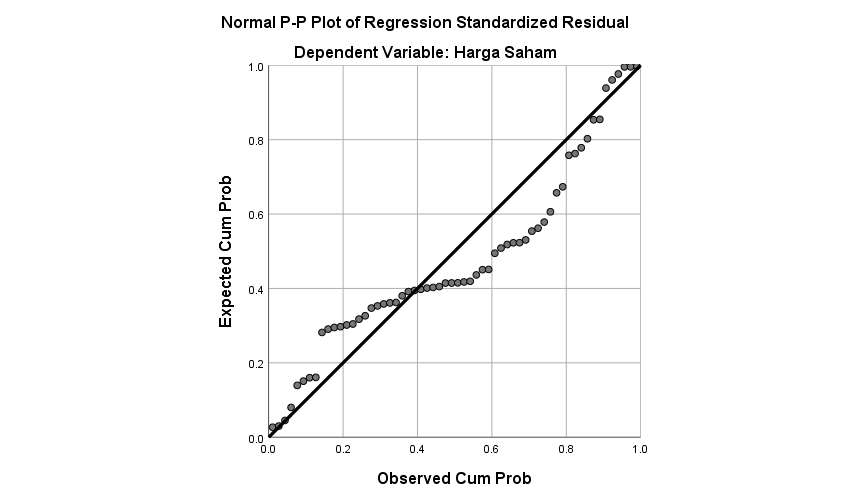 Normal P-P Plot of Regression Standardized Residual
Dependent Variable: Harga Saham
1.0
0.8
0.6
0.4
0.2
0.0
Expected Cum Prob
0.0 0.2 0.4 0.6 0.8 1.0
Observed Cum Prob